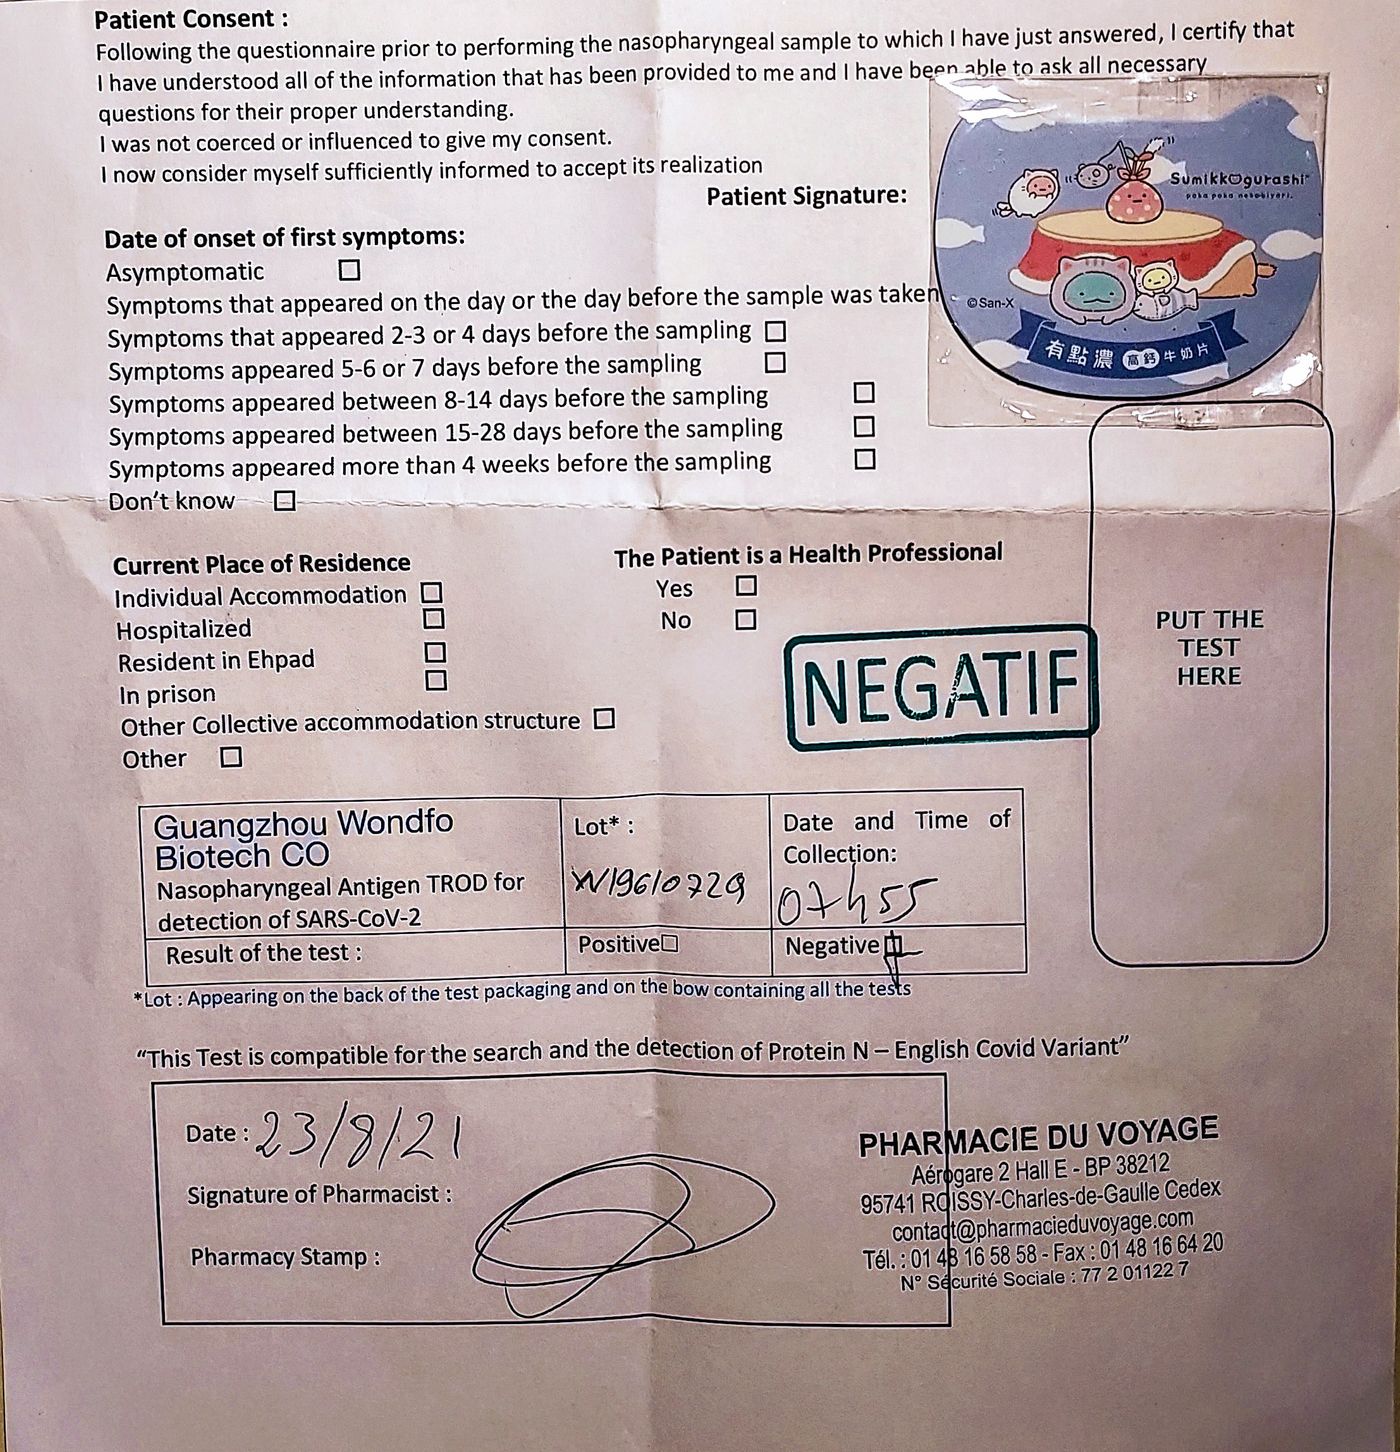 Patient Consent :
Following the questionnaire prior to performing the nasopharyngeal sample to which I have just answered, I certify that
I have understood all of the information that has been provided to me and I have been able to ask all necessary
questions for their proper understanding.
I was not coerced or influenced to give my consent.
I now consider myself sufficiently informed to accept its realization
Patient Signature:
Sumikkogurashi
poka poka nekobiyori.
©San-X
有點濃 高鈣 牛奶片
Date of onset of first symptoms:
Asymptomatic
Symptoms that appeared on the day or the day before the sample was taken
Symptoms that appeared 2-3 or 4 days before the sampling
Symptoms appeared 5-6 or 7 days before the sampling
Symptoms appeared between 8-14 days before the sampling
Symptoms appeared between 15-28 days before the sampling
Symptoms appeared more than 4 weeks before the sampling
Don't know
Current Place of Residence
Individual Accommodation
Hospitalized
Resident in Ehpad
In prison
Other Collective accommodation structure
Other
The Patient is a Health Professional
Yes
No
NEGATIF
PUT THE
TEST
HERE
Guangzhou Wondfo
Biotech CO
Nasopharyngeal Antigen TROD for
detection of SARS-CoV-2
Lot* :
W19610729
Date and Time of
Collection:
07h55
Result of the test :
Positive
Negative
*Lot : Appearing on the back of the test packaging and on the bow containing all the tests
“This Test is compatible for the search and the detection of Protein N – English Covid Variant”
Date : 23/8/21
Signature of Pharmacist :
Pharmacy Stamp :
PHARMACIE DU VOYAGE
Aérogare 2 Hall E - BP 38212
95741 ROISSY-Charles-de-Gaulle Cedex
contact@pharmacieduvoyage.com
Tél. : 01 48 16 58 58 - Fax : 01 48 16 64 20
N° Sécurité Sociale : 77 2 01122 7